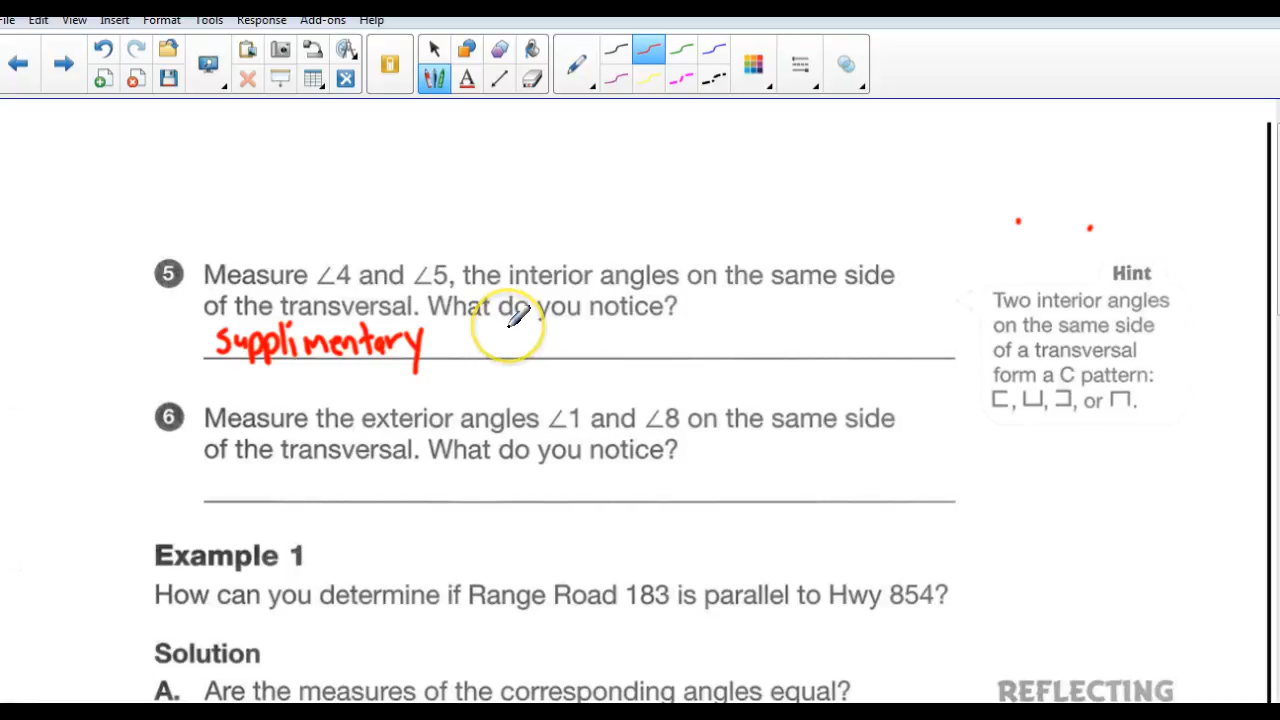 File Edit View Insert Format Tools Response Add-ons Help
5 Measure ∠4 and ∠5, the interior angles on the same side
of the transversal. What do you notice?
supplimentary
Hint
Two interior angles
on the same side
of a transversal
form a C pattern:
⊏, ⊔, ⊐, or ⊓.
6 Measure the exterior angles ∠1 and ∠8 on the same side
of the transversal. What do you notice?
Example 1
How can you determine if Range Road 183 is parallel to Hwy 854?
Solution
A. Are the measures of the corresponding angles equal?
REFLECTING